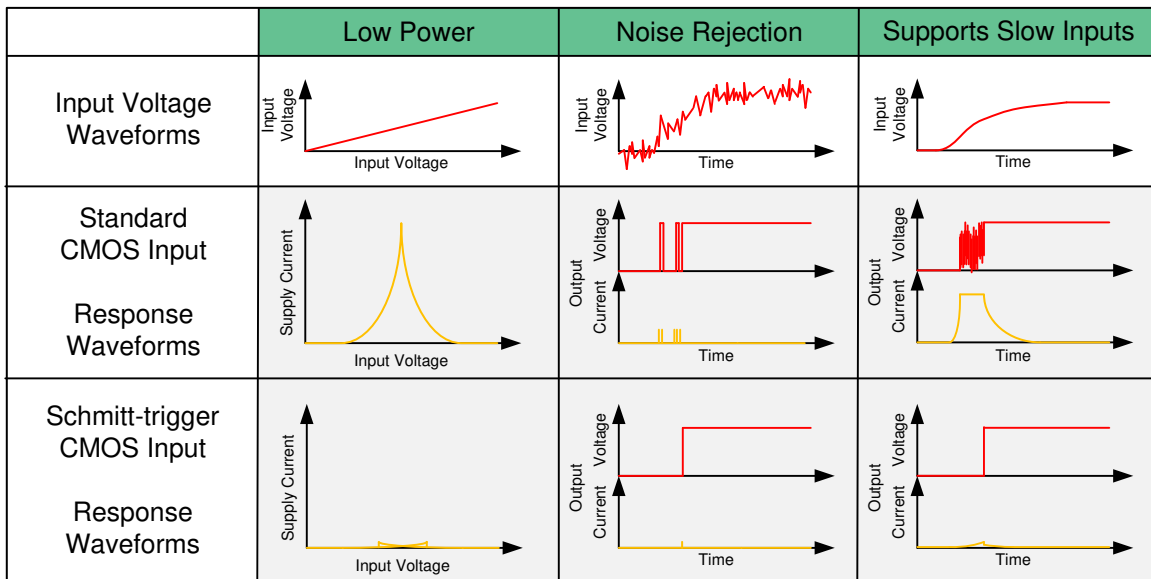 Low Power
Noise Rejection
Supports Slow Inputs
Input Voltage
Waveforms
Input
Voltage
Input Voltage
Input
Voltage
Time
Input
Voltage
Time
Standard
CMOS Input
Response
Waveforms
Supply Current
Input Voltage
Output
Voltage
Current
Time
Output
Voltage
Current
Time
Schmitt-trigger
CMOS Input
Response
Waveforms
Supply Current
Input Voltage
Output
Voltage
Current
Time
Output
Voltage
Current
Time